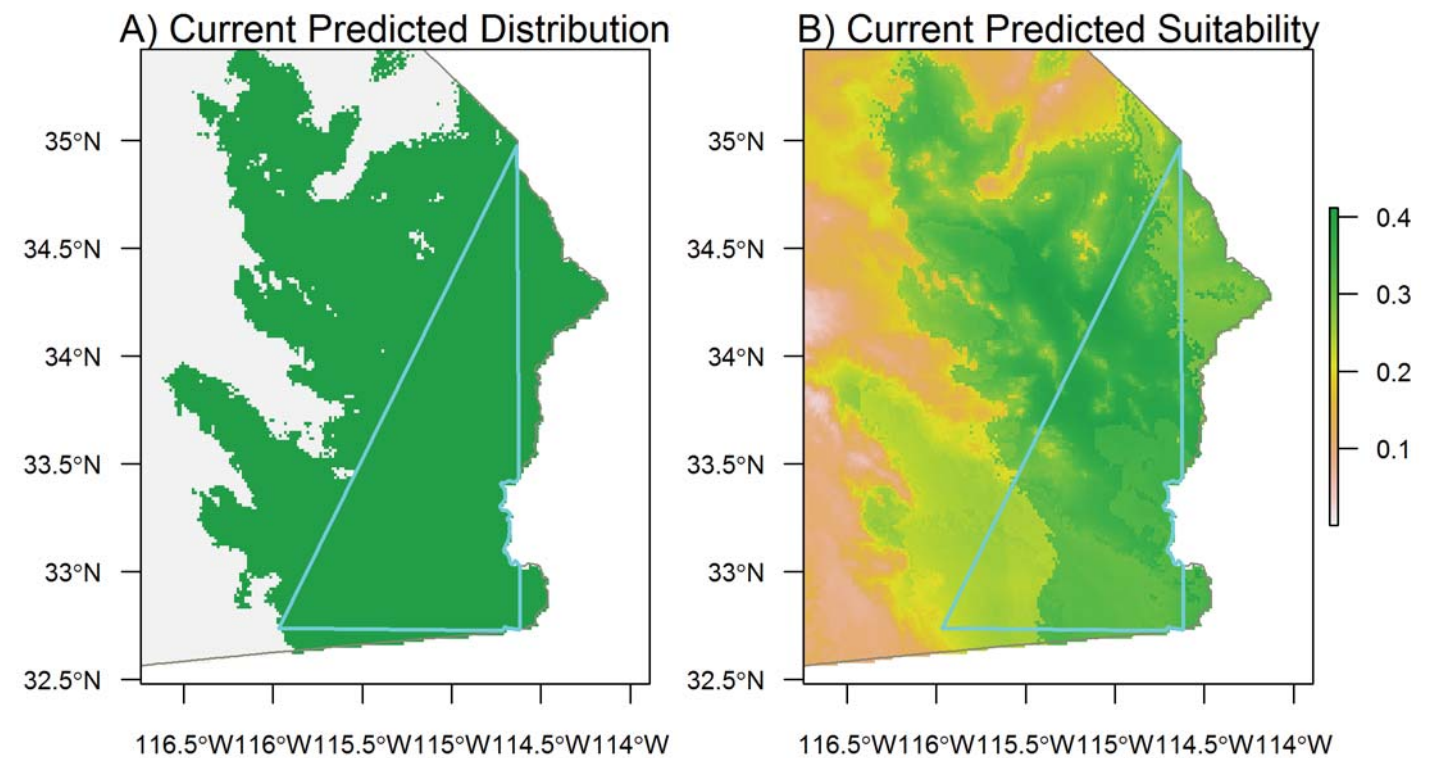 A) Current Predicted Distribution
35°N
34.5°N
34°N
33.5°N
33°N
32.5°N
116.5°W116°W115.5°W115°W114.5°W114°W
B) Current Predicted Suitability
35°N
34.5°N
34°N
33.5°N
33°N
32.5°N
116.5°W116°W115.5°W115°W114.5°W114°W
0.4
0.3
0.2
0.1